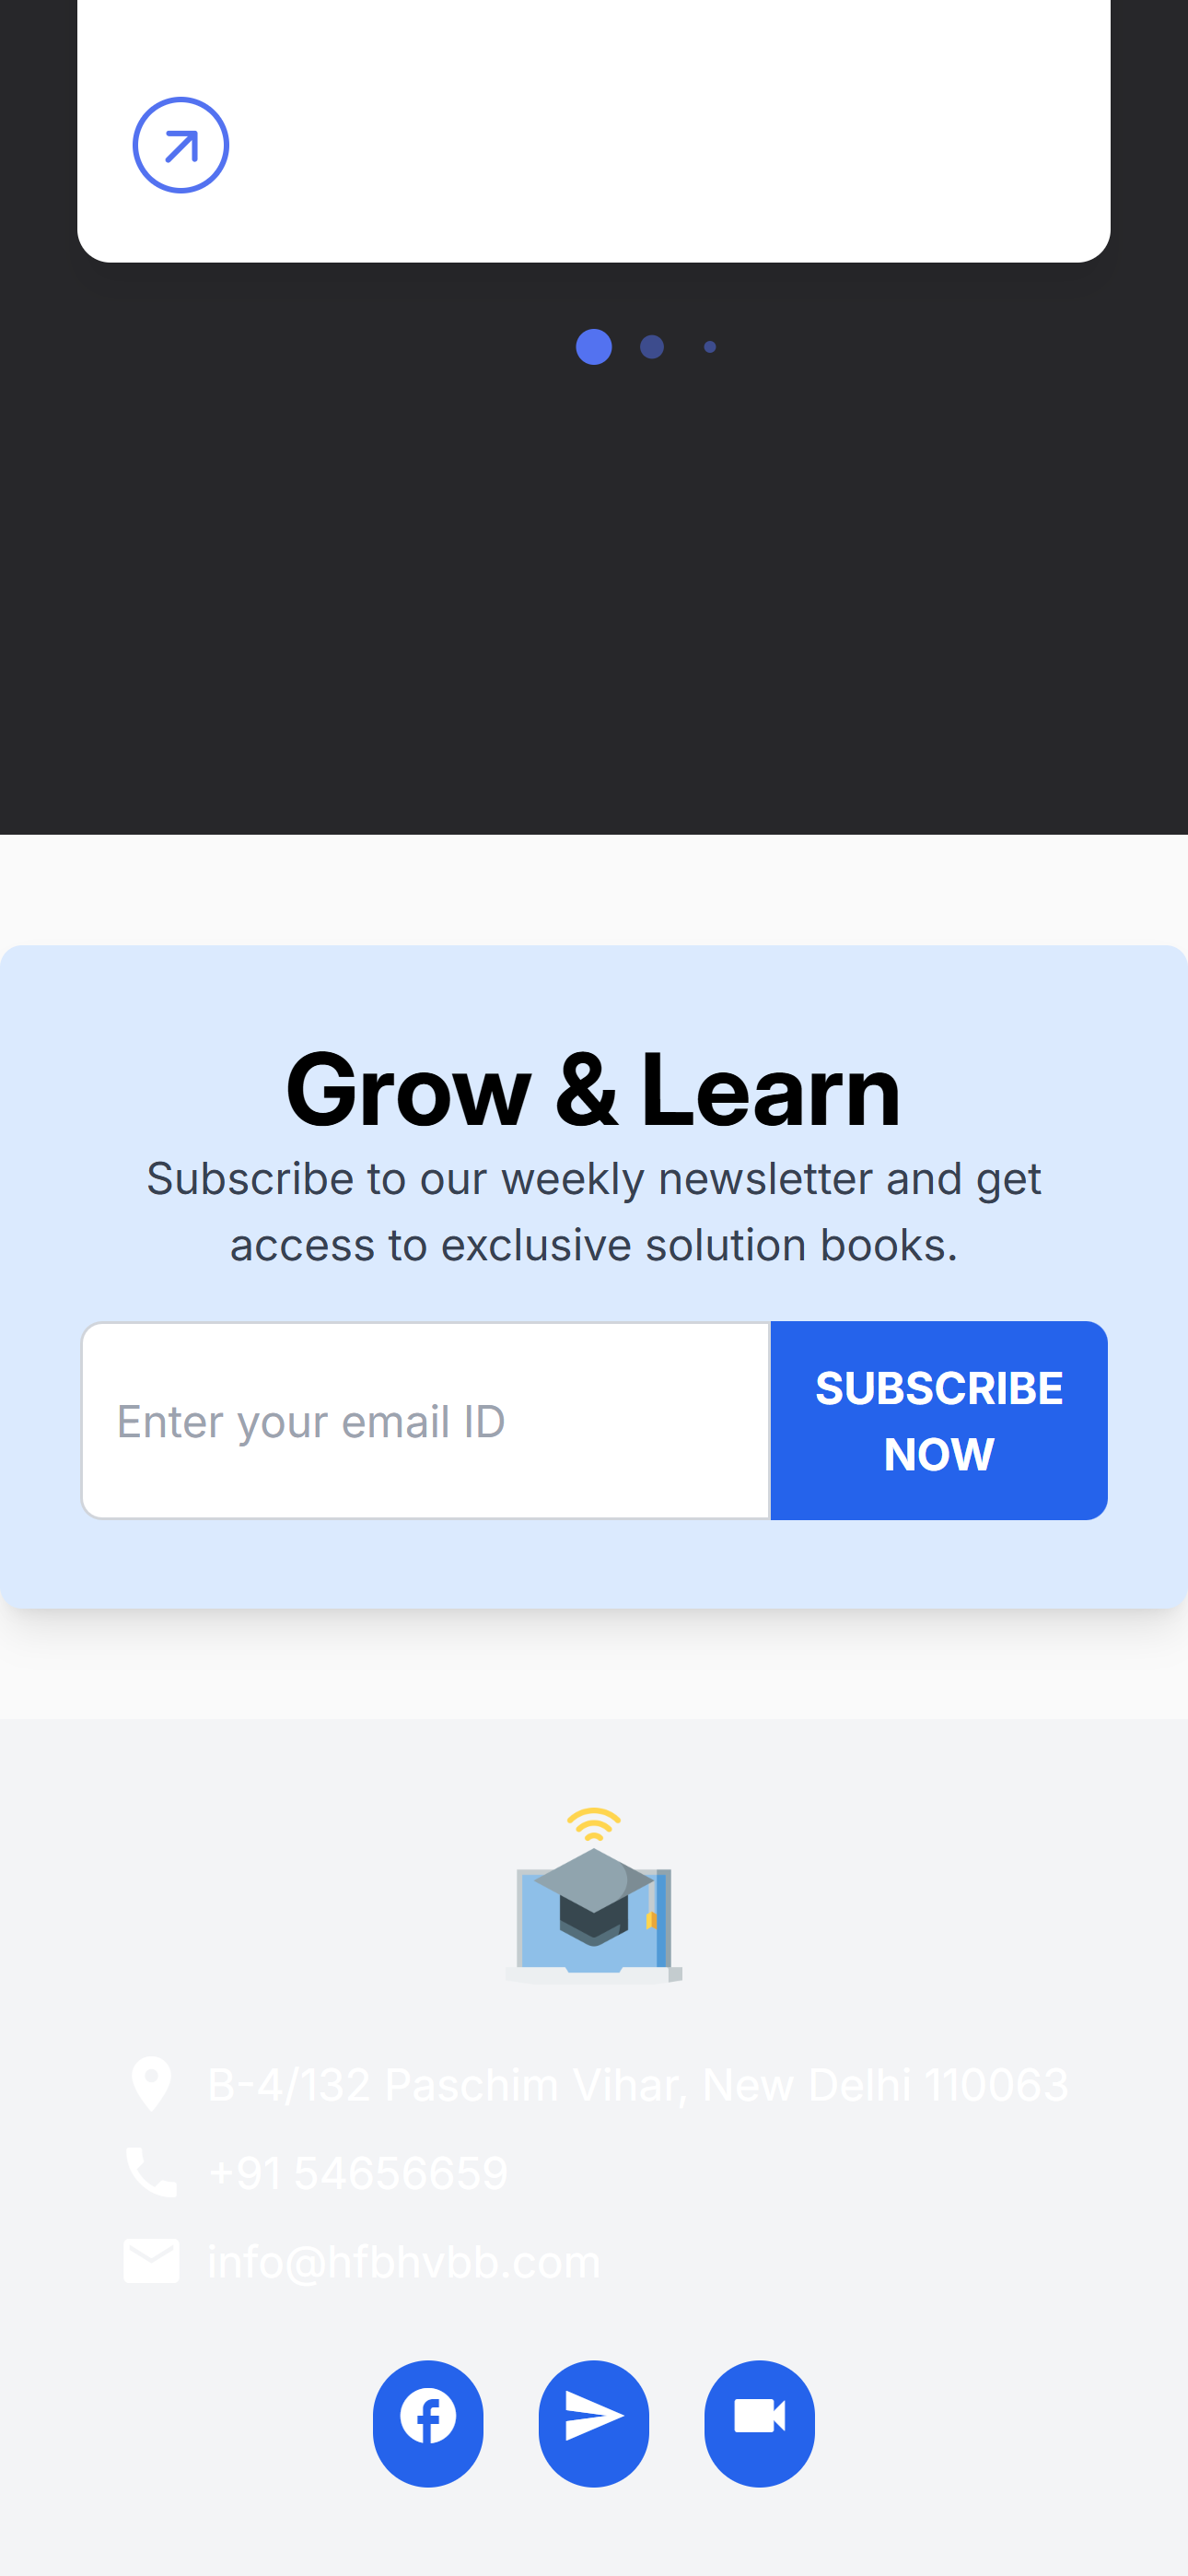 Grow & Learn
Subscribe to our weekly newsletter and get
access to exclusive solution books.
Enter your email ID
SUBSCRIBE
NOW
B-4/132 Paschim Vihar, New Delhi 110063
+91 54656659
info@hfbhvbb.com